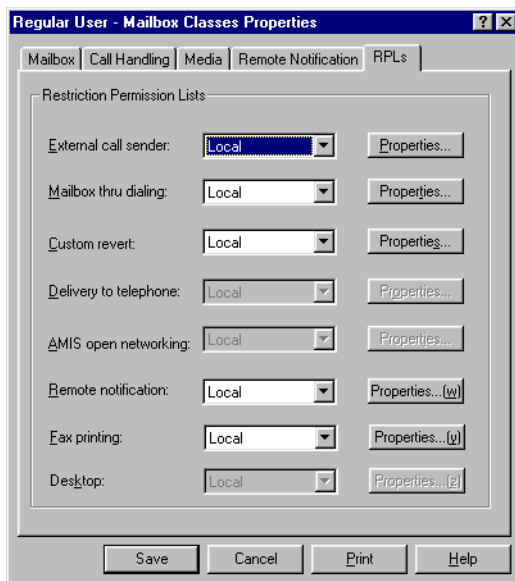 Regular User - Mailbox Classes Properties
Mailbox Call Handling Media Remote Notification RPLs
Restriction Permission Lists
External call sender: Local Properties...
Mailbox thru dialing: Local Properties...
Custom revert: Local Properties...
Delivery to telephone: Local Properties...
AMIS open networking: Local Properties...
Remote notification: Local Properties...(w)
Fax printing: Local Properties...(y)
Desktop: Local Properties...(z)
Save Cancel Print Help